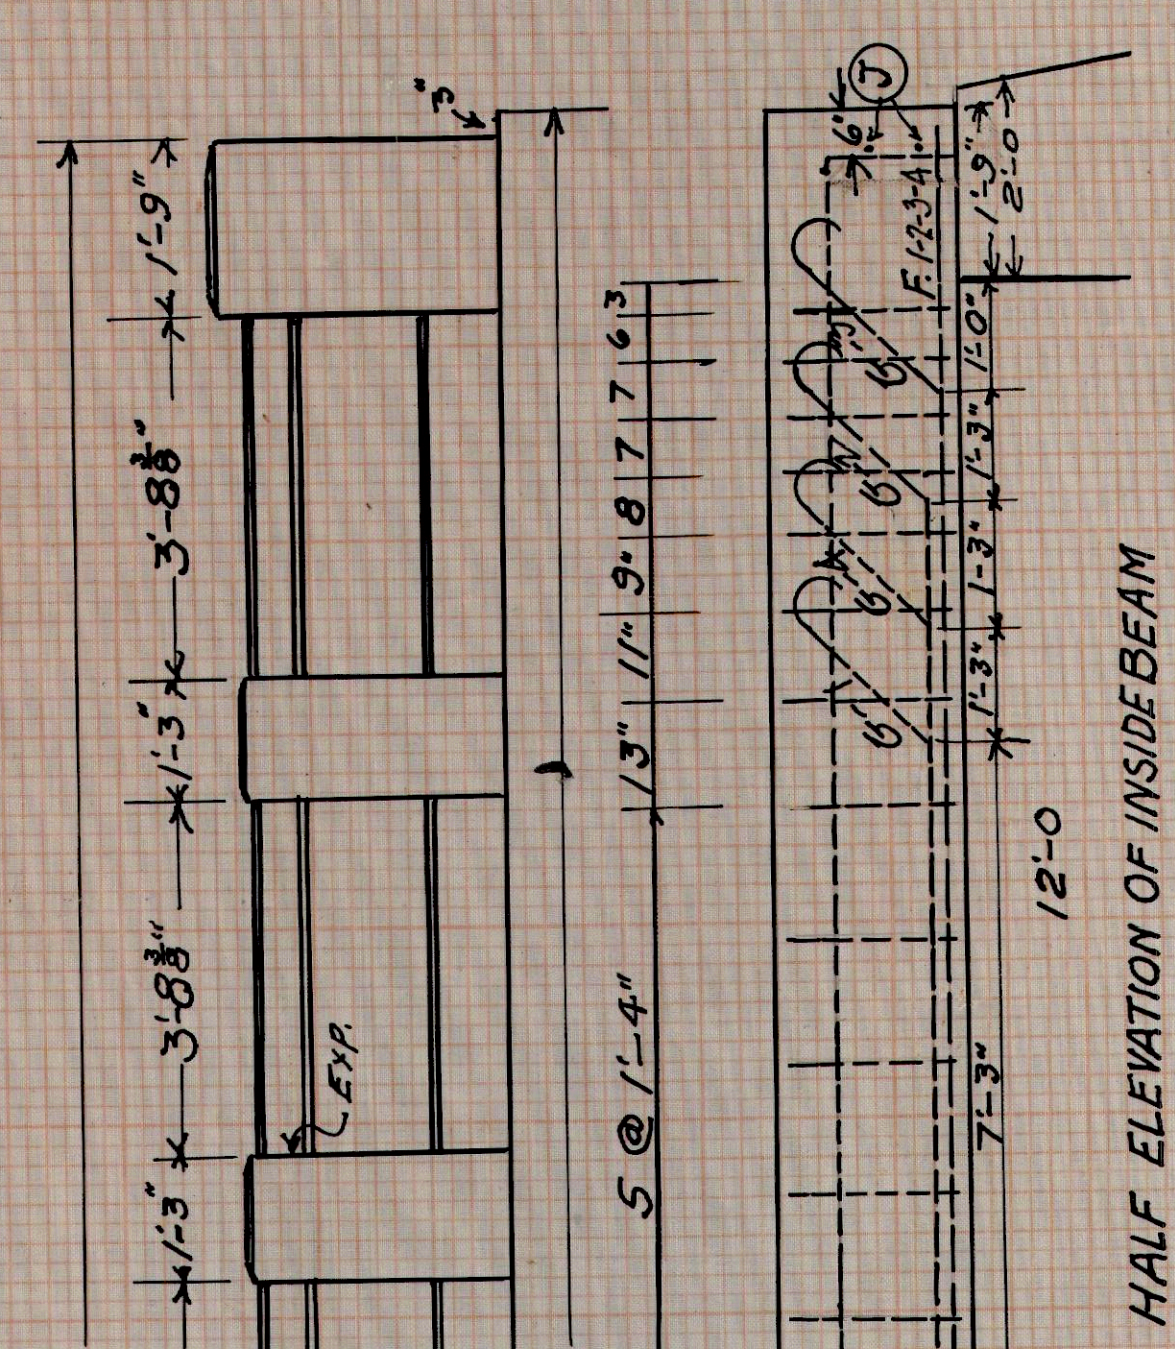 3"
1'-9"
3'-8⅜"
1'-3"
3'-8⅜"
1'-3"
EXP.
5 @ 1'-4"
13" 11" 9" 8 7 7 6 3
6"
J
F.1-2-3-4
G
G
G
G
7'-3" 1'-3" 1'-3" 1'-3" 1'-0" 1'-9"
2'-0
12'-0
HALF ELEVATION OF INSIDE BEAM